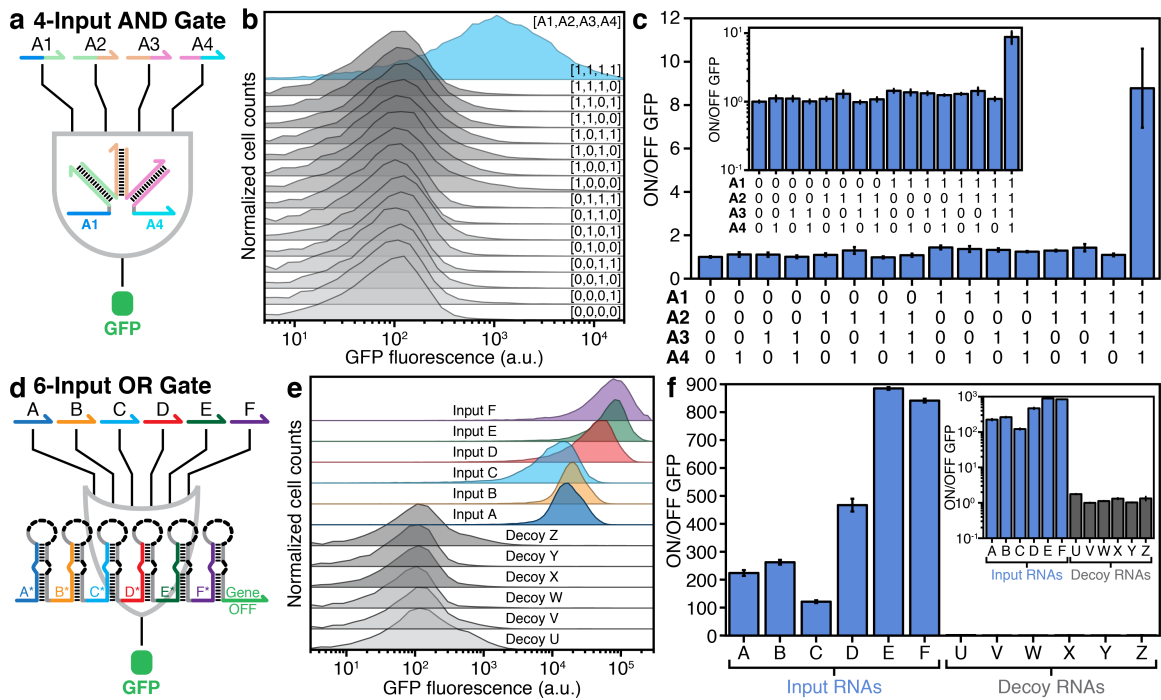 a 4-Input AND Gate
A1 A2 A3 A4
A1 A4
GFP
b
Normalized cell counts
[A1,A2,A3,A4]
[1,1,1,1]
[1,1,1,0]
[1,1,0,1]
[1,1,0,0]
[1,0,1,1]
[1,0,1,0]
[1,0,0,1]
[1,0,0,0]
[0,1,1,1]
[0,1,1,0]
[0,1,0,1]
[0,1,0,0]
[0,0,1,1]
[0,0,1,0]
[0,0,0,1]
[0,0,0,0]
10¹ 10² 10³ 10⁴
GFP fluorescence (a.u.)
c
ON/OFF GFP
12
10
8
6
4
2
0
ON/OFF GFP
10¹
10⁰
10⁻¹
A1 0 0 0 0 0 0 0 0 1 1 1 1 1 1 1 1
A2 0 0 0 0 1 1 1 1 0 0 0 0 1 1 1 1
A3 0 0 1 1 0 0 1 1 0 0 1 1 0 0 1 1
A4 0 1 0 1 0 1 0 1 0 1 0 1 0 1 0 1
A1 0 0 0 0 0 0 0 0 1 1 1 1 1 1 1 1
A2 0 0 0 0 1 1 1 1 0 0 0 0 1 1 1 1
A3 0 0 1 1 0 0 1 1 0 0 1 1 0 0 1 1
A4 0 1 0 1 0 1 0 1 0 1 0 1 0 1 0 1
d 6-Input OR Gate
A B C D E F
A* B* C* D* E* F* Gene
OFF
GFP
e
Normalized cell counts
Input F
Input E
Input D
Input C
Input B
Input A
Decoy Z
Decoy Y
Decoy X
Decoy W
Decoy V
Decoy U
10¹ 10² 10³ 10⁴ 10⁵
GFP fluorescence (a.u.)
f
ON/OFF GFP
900
800
700
600
500
400
300
200
100
0
A B C D E F U V W X Y Z
Input RNAs Decoy RNAs
ON/OFF GFP
10³
10²
10¹
10⁰
10⁻¹
A B C D E F U V W X Y Z
Input RNAs Decoy RNAs